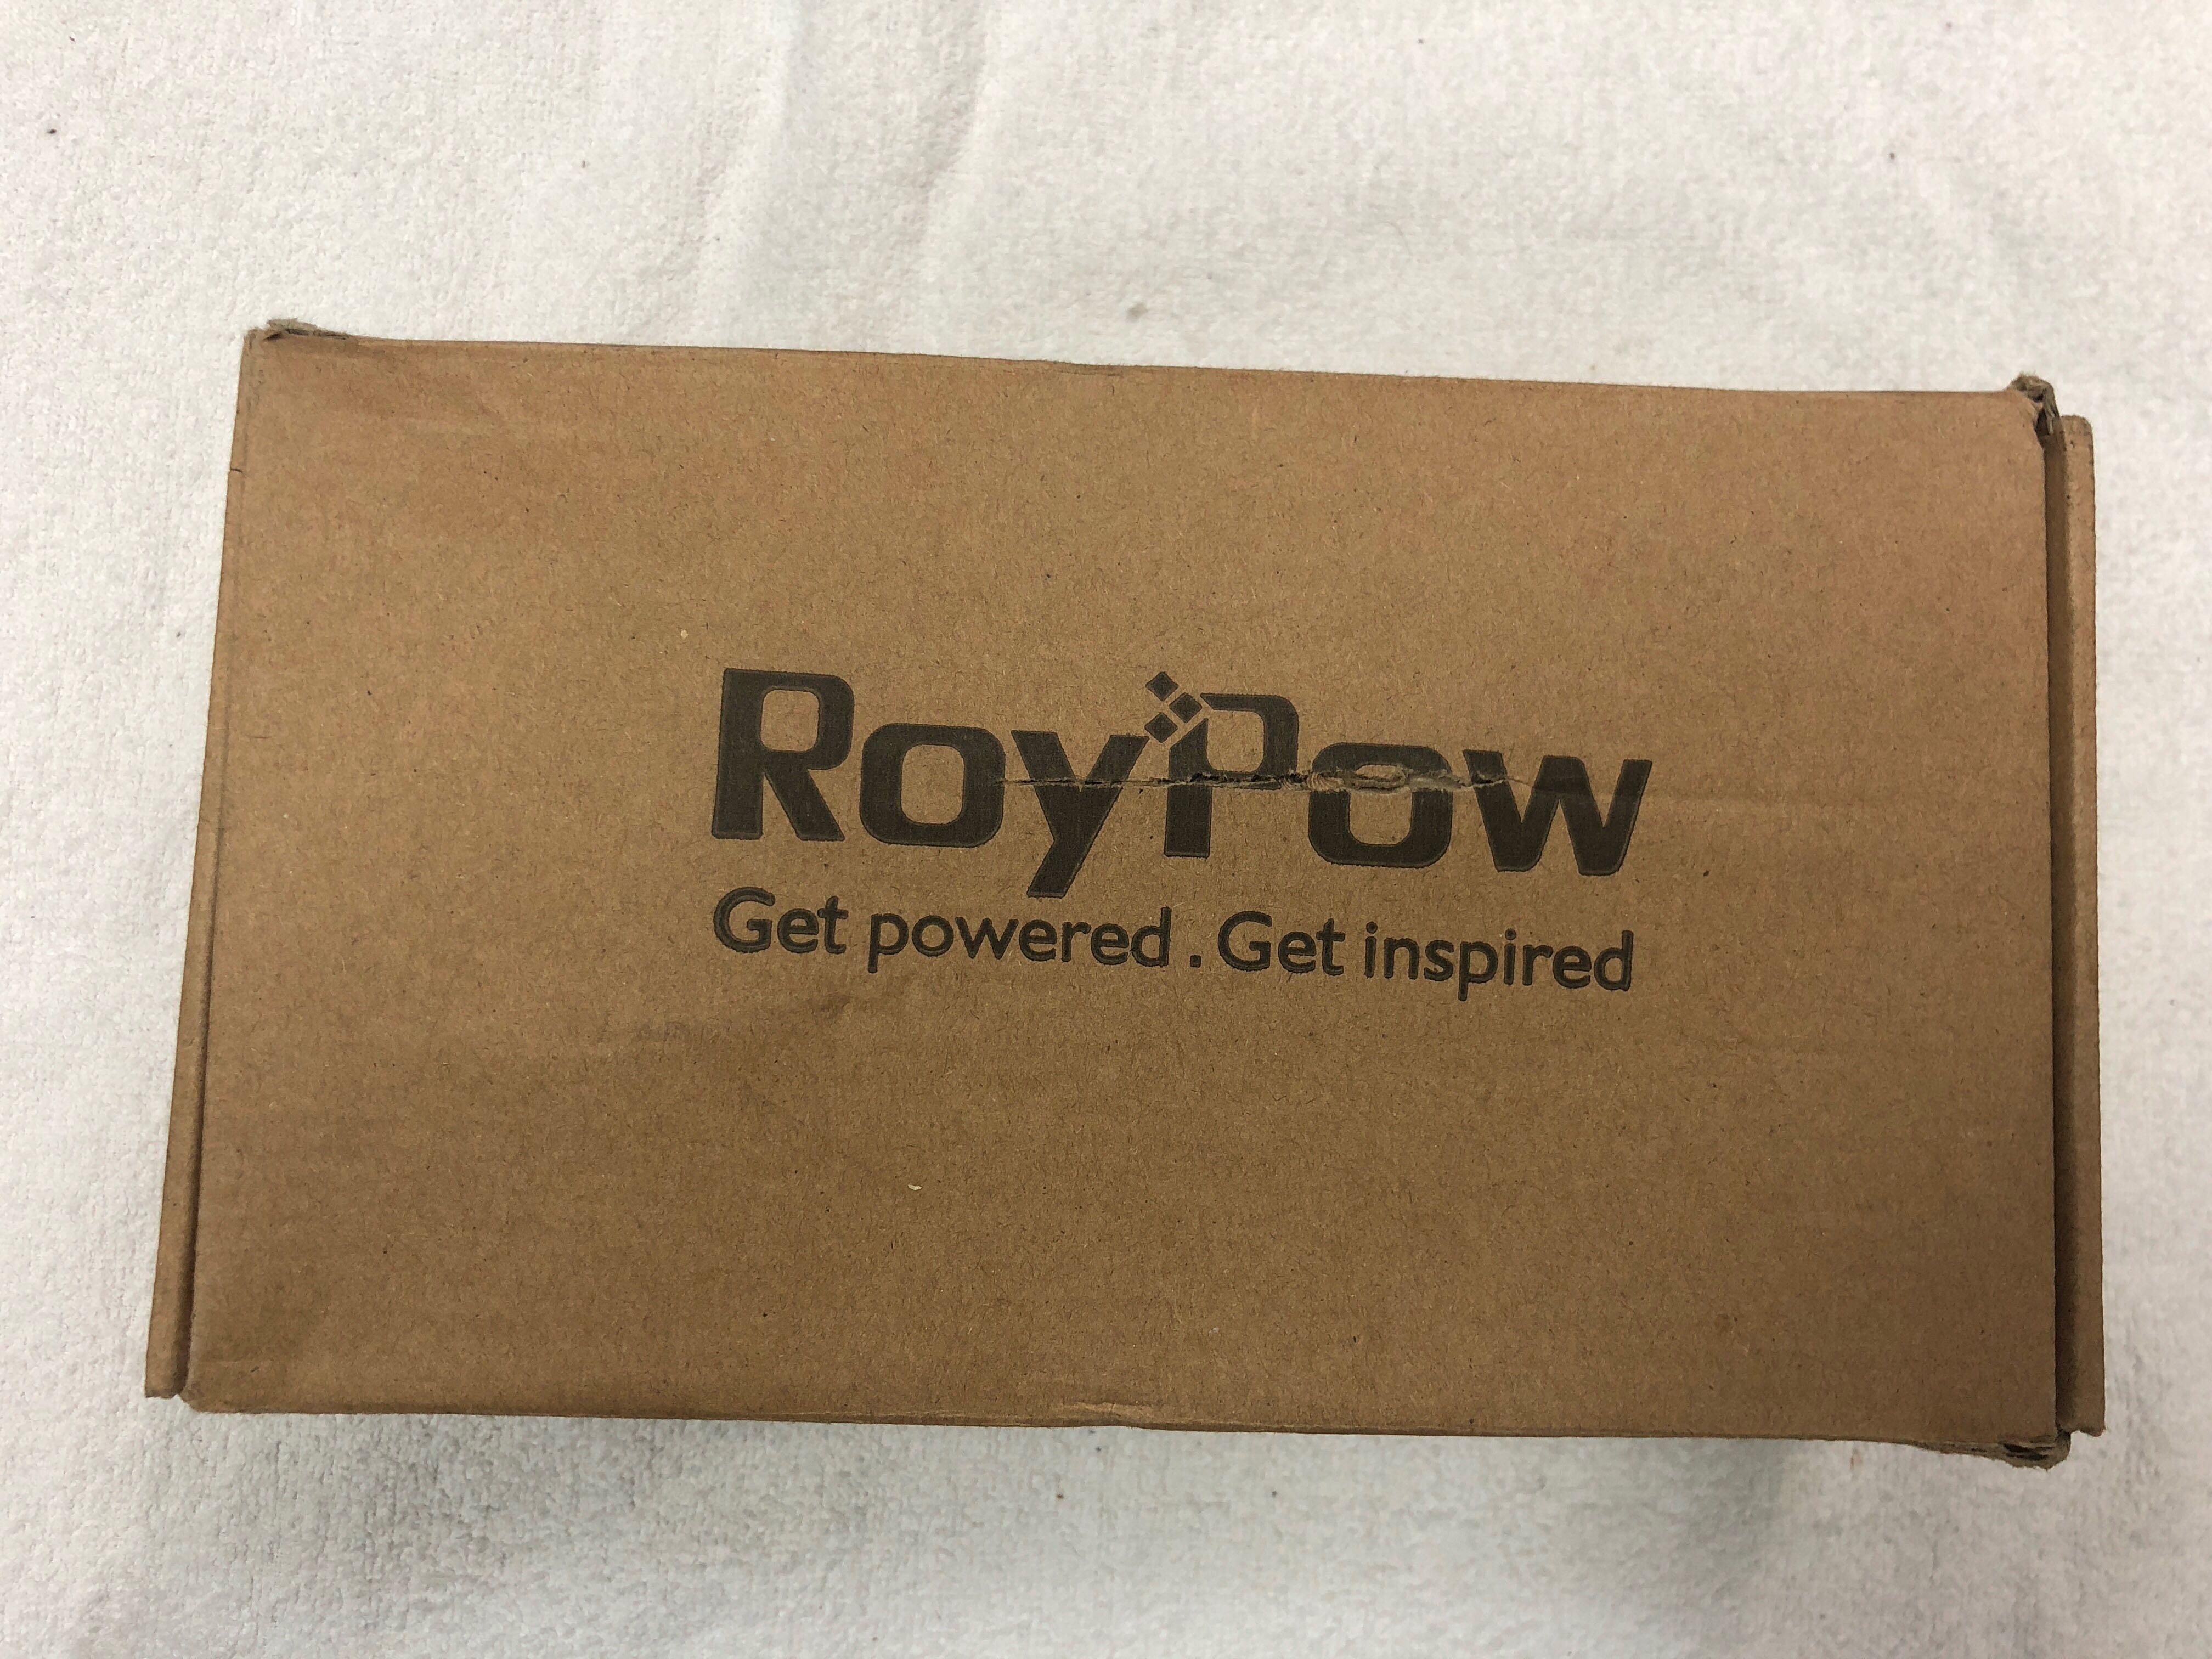 RoyPow
Get powered . Get inspired